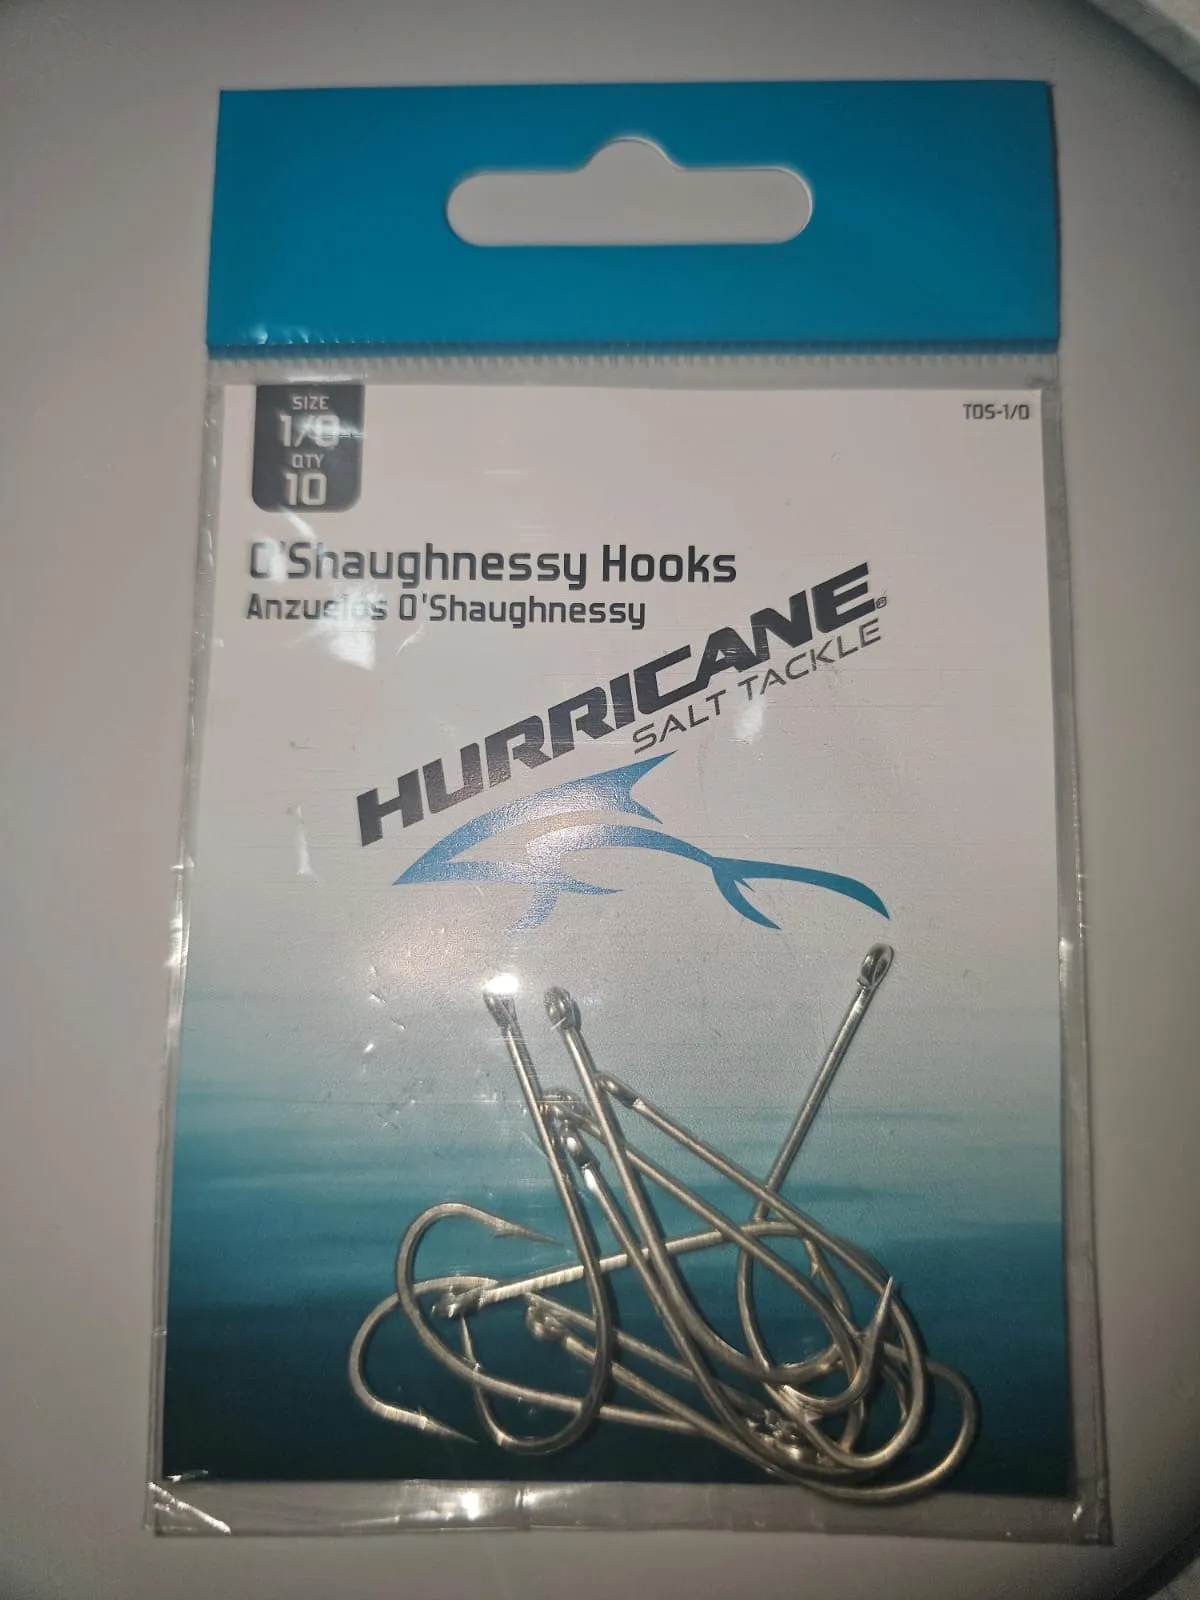 SIZE
1/0
QTY
10
TOS-1/0
O'Shaughnessy Hooks
Anzuelos O'Shaughnessy
HURRICANE®
SALT TACKLE